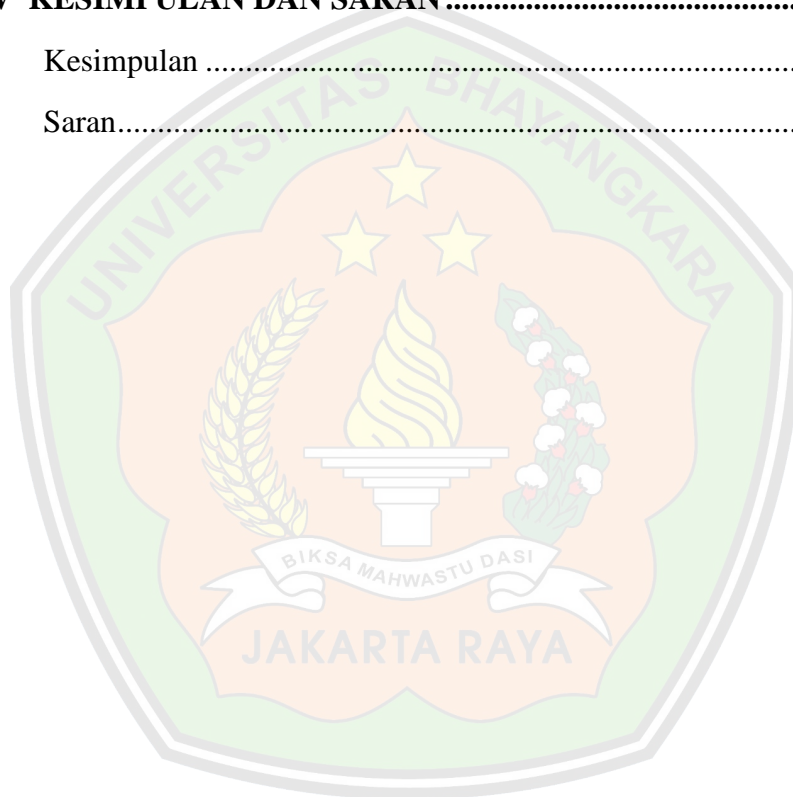 KESIMPULAN DAN SARAN ..........................................
Kesimpulan ..........................................................................
Saran.....................................................................................
UNIVERSITAS BHAYANGKARA
BIKSA MAHWASTU DASI
JAKARTA RAYA